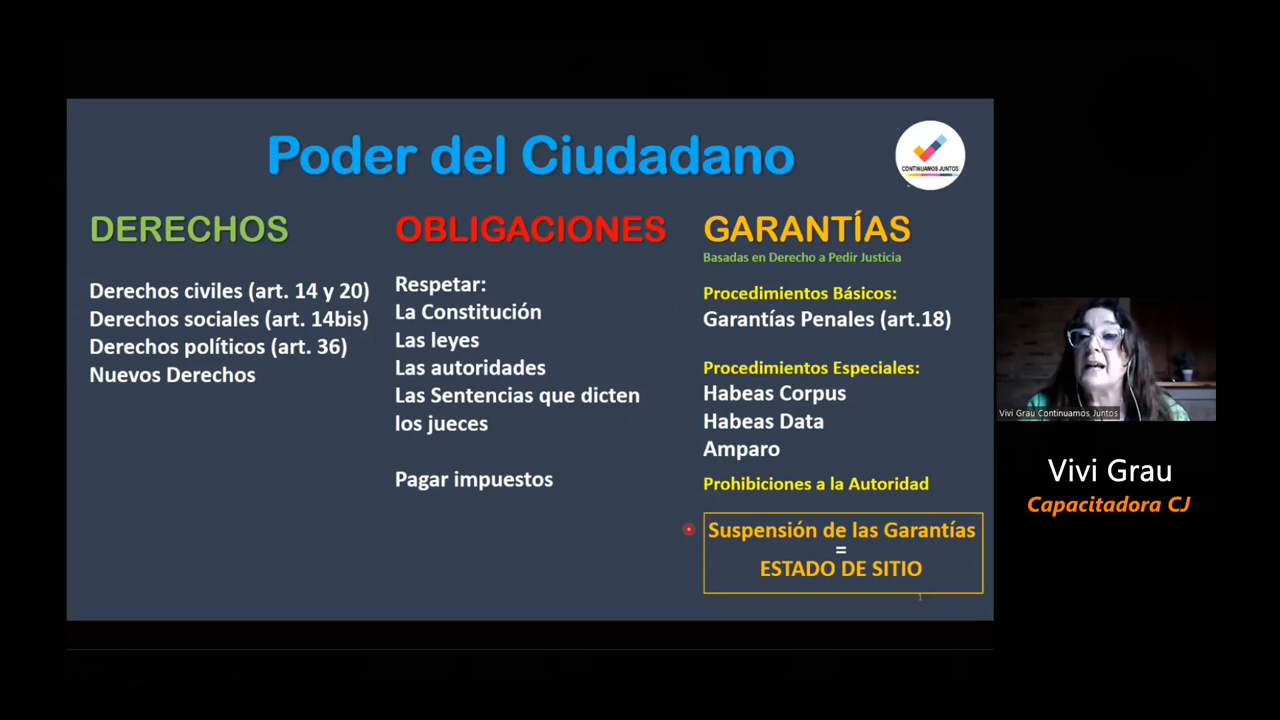 Poder del Ciudadano
CONTINUAMOS JUNTOS
DERECHOS
Derechos civiles (art. 14 y 20)
Derechos sociales (art. 14bis)
Derechos políticos (art. 36)
Nuevos Derechos
OBLIGACIONES
Respetar:
La Constitución
Las leyes
Las autoridades
Las Sentencias que dicten
los jueces
Pagar impuestos
GARANTÍAS
Basadas en Derecho a Pedir Justicia
Procedimientos Básicos:
Garantías Penales (art.18)
Procedimientos Especiales:
Habeas Corpus
Habeas Data
Amparo
Prohibiciones a la Autoridad
Suspensión de las Garantías
=
ESTADO DE SITIO
1
Vivi Grau Continuamos Juntos
Vivi Grau
Capacitadora CJ